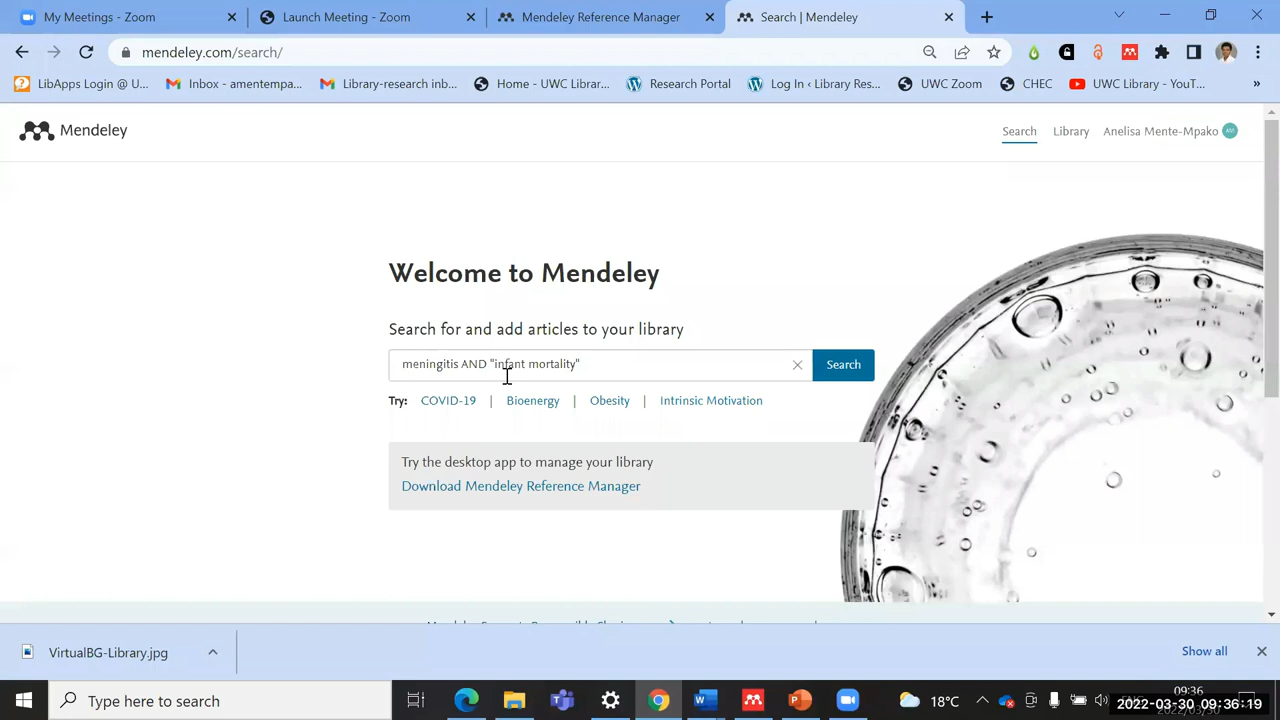 My Meetings - Zoom
Launch Meeting - Zoom
Mendeley Reference Manager
Search | Mendeley
mendeley.com/search/
LibApps Login @ U...
Inbox - amentempa...
Library-research inb...
Home - UWC Librar...
Research Portal
Log In ‹ Library Res...
UWC Zoom
CHEC
UWC Library - YouT...
»
Mendeley
Search
Library
Anelisa Mente-Mpako
AM
Welcome to Mendeley
Search for and add articles to your library
meningitis AND "infant mortality"
Search
Try: COVID-19 | Bioenergy | Obesity | Intrinsic Motivation
Try the desktop app to manage your library
Download Mendeley Reference Manager
VirtualBG-Library.jpg
Show all
Type here to search
18°C
ENG
09:36
2022-03-30 09:36:19